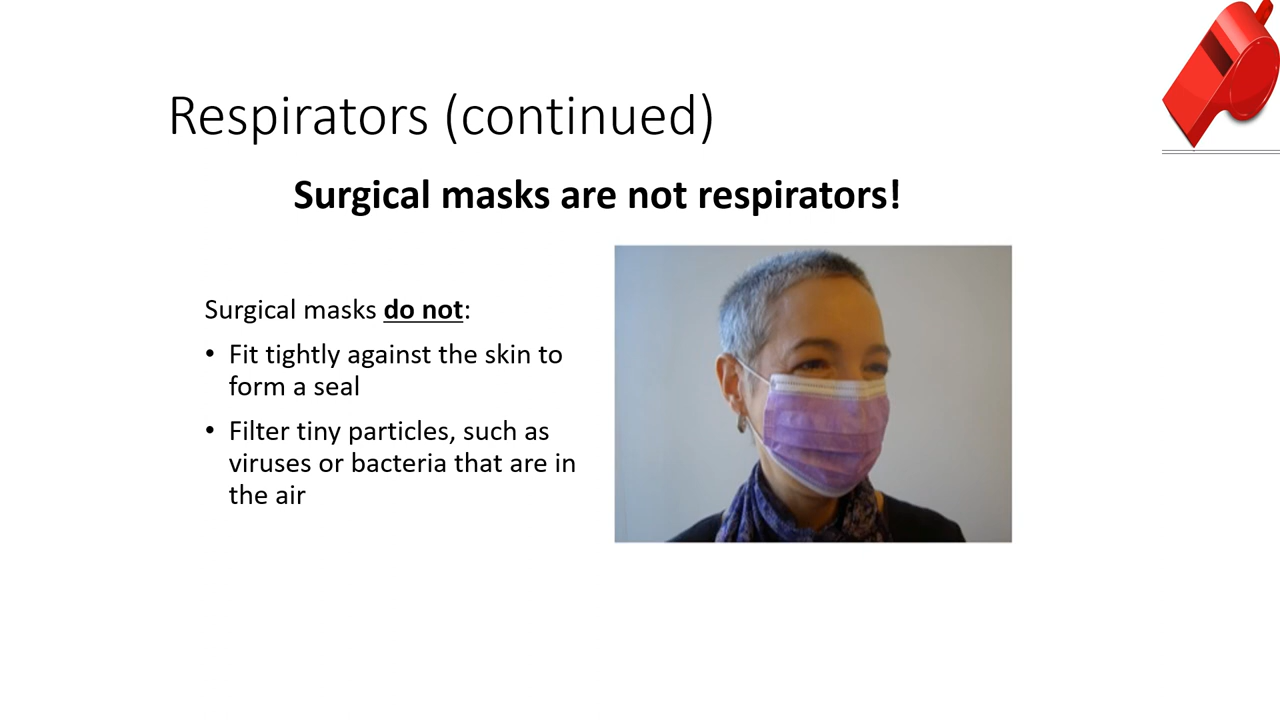 Respirators (continued)
Surgical masks are not respirators!
Surgical masks do not:
• Fit tightly against the skin to
form a seal
• Filter tiny particles, such as
viruses or bacteria that are in
the air